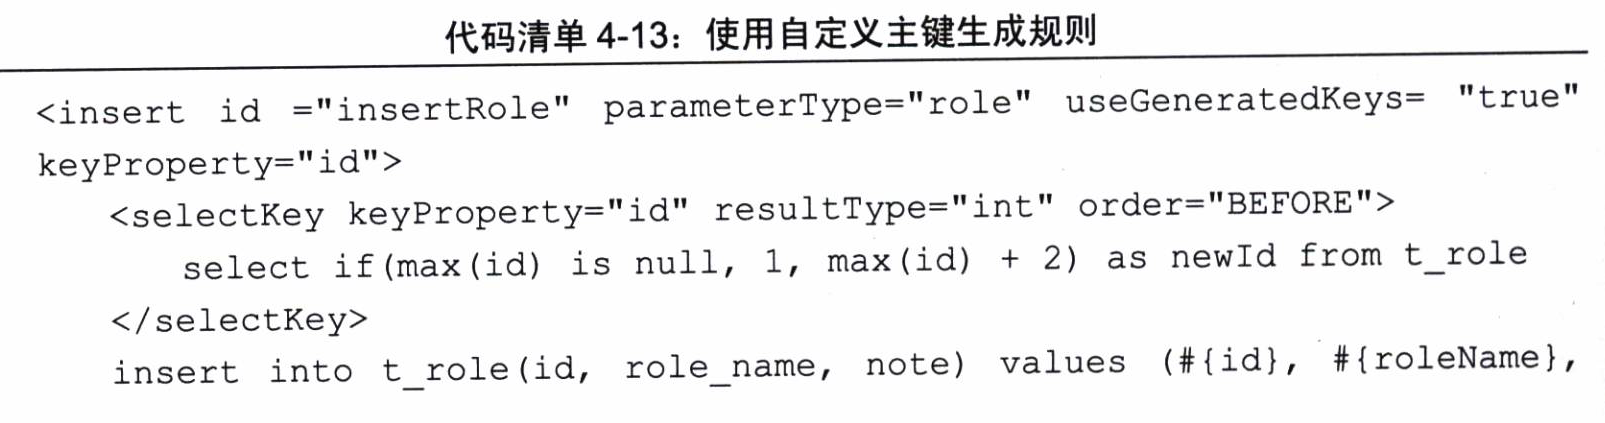 代码清单 4-13：使用自定义主键生成规则
<insert id ="insertRole" parameterType="role" useGeneratedKeys= "true"
keyProperty="id">
<selectKey keyProperty="id" resultType="int" order="BEFORE">
select if(max(id) is null, 1, max(id) + 2) as newId from t_role
</selectKey>
insert into t_role(id, role_name, note) values (#{id}, #{roleName},